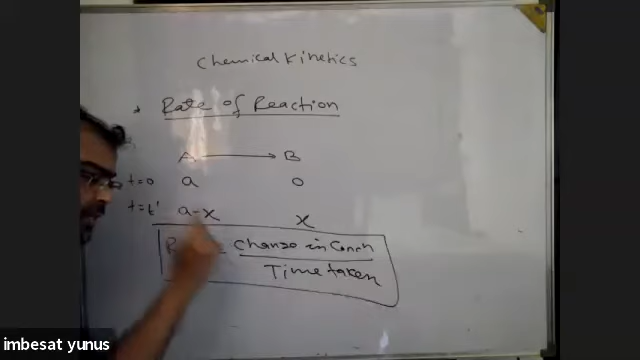 Chemical Kinetics
Rate of Reaction
A → B
t=0 a 0
t=t' a-x x
Change in Conch
Time taken
imbesat yunus